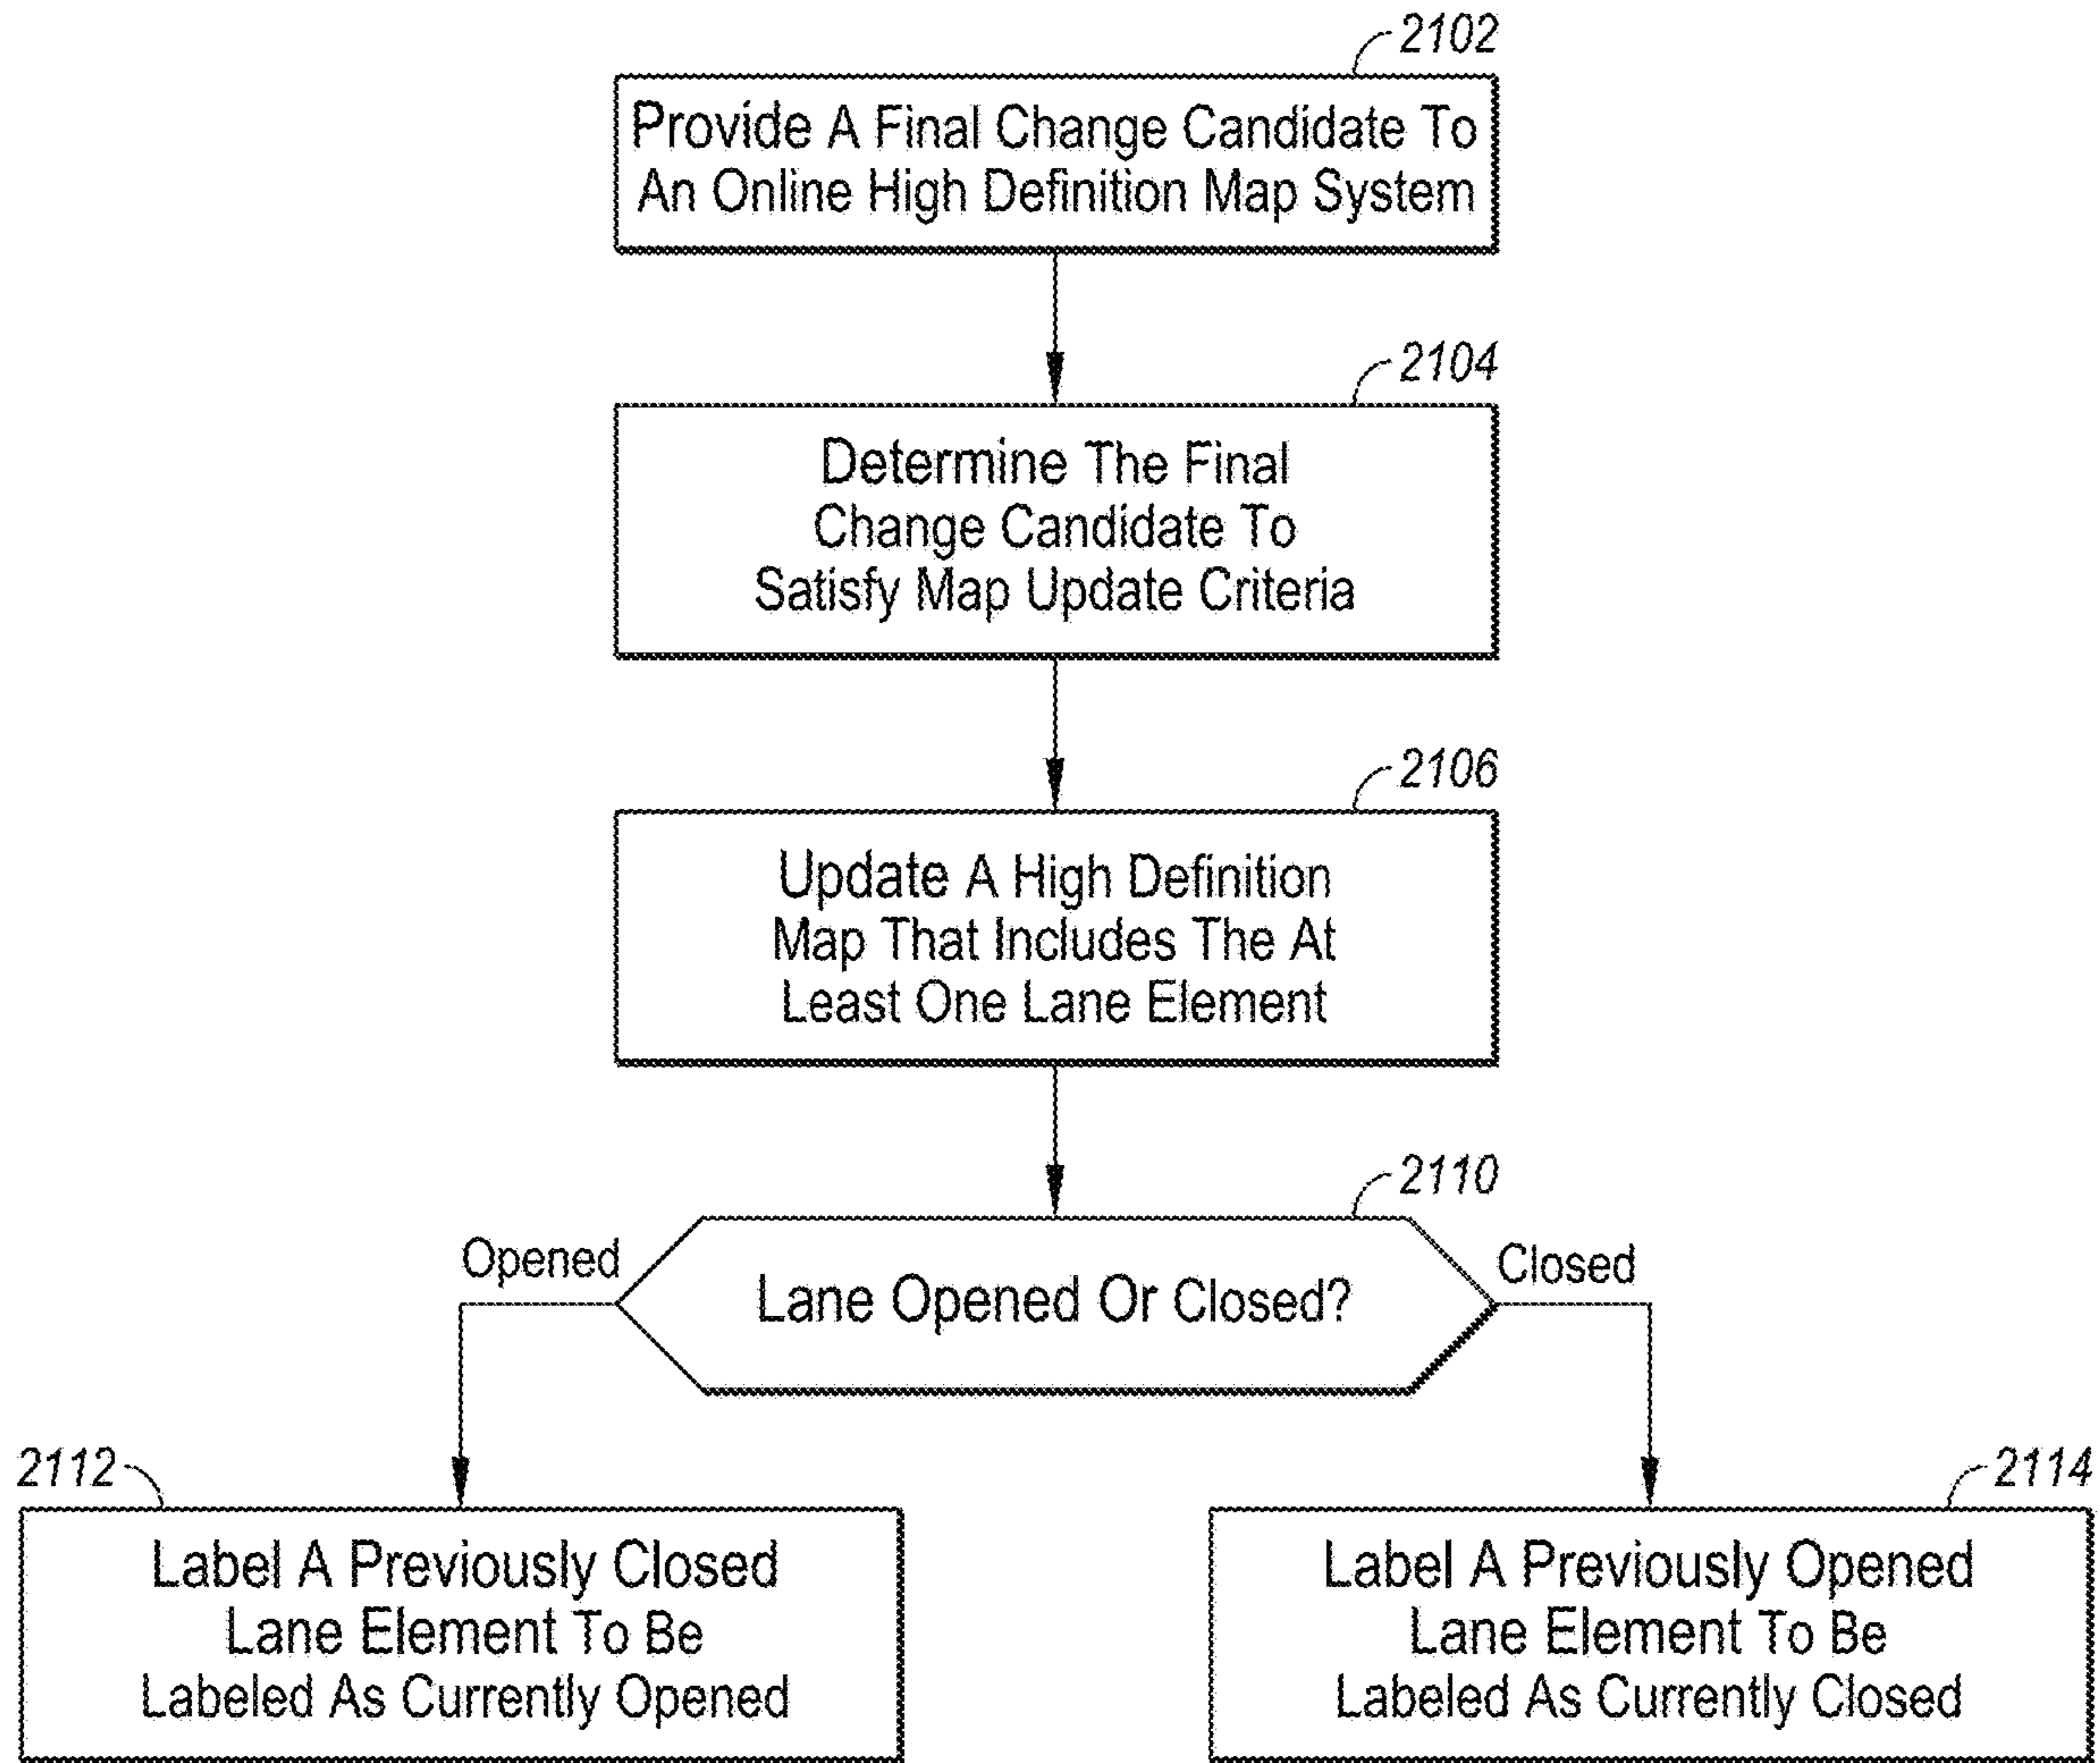 2102
Provide A Final Change Candidate To
An Online High Definition Map System
2104
Determine The Final
Change Candidate To
Satisfy Map Update Criteria
2106
Update A High Definition
Map That Includes The At
Least One Lane Element
2110
Opened
Lane Opened Or Closed?
Closed
2112
Label A Previously Closed
Lane Element To Be
Labeled As Currently Opened
2114
Label A Previously Opened
Lane Element To Be
Labeled As Currently Closed